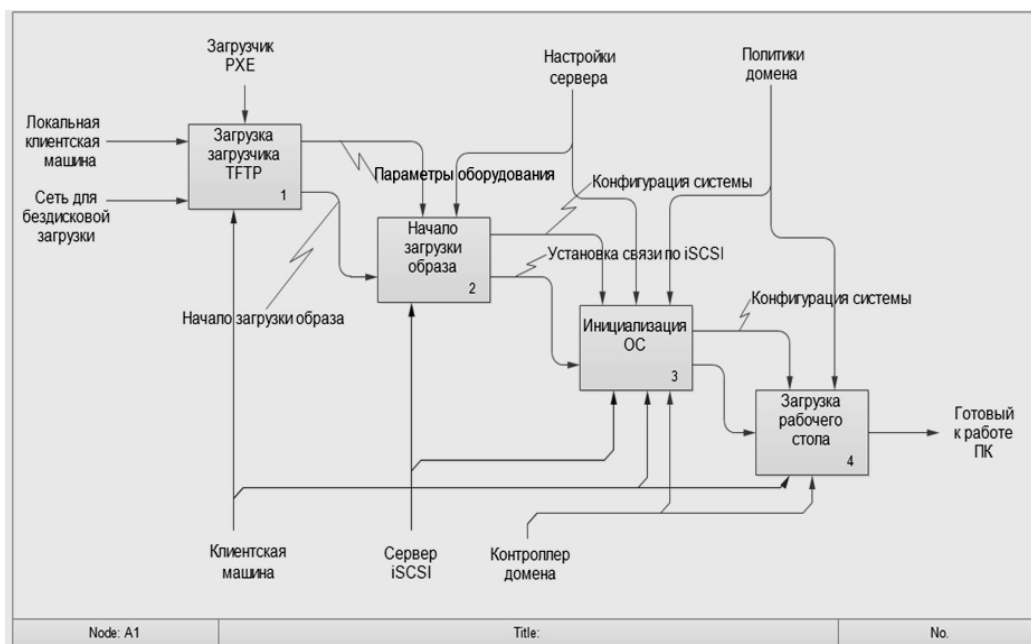 Загрузчик
PXE
Настройки
сервера
Политики
домена
Локальная
клиентская
машина
Загрузка
загрузчика
TFTP
1
Параметры оборудования
Конфигурация системы
Сеть для
бездисковой
загрузки
Начало
загрузки
образа
2
Установка связи по iSCSI
Начало загрузки образа
Конфигурация системы
Инициализация
ОС
3
Загрузка
рабочего
стола
4
Готовый
к работе
ПК
Клиентская
машина
Сервер
iSCSI
Контроллер
домена
Node: A1
Title:
No.